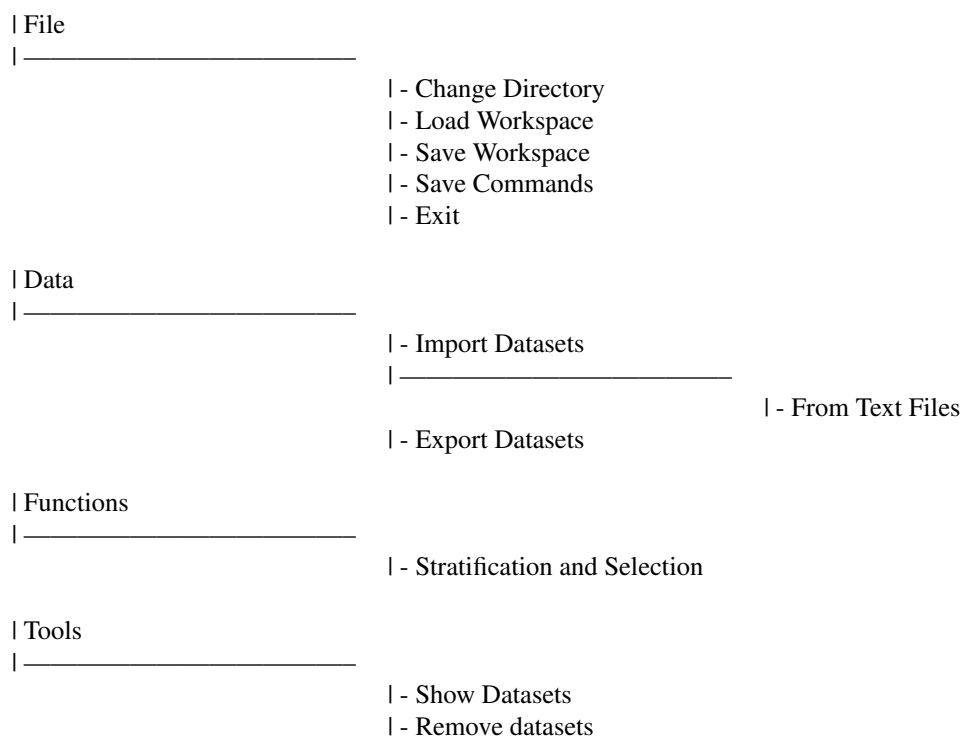 | File
| —————————————
| - Change Directory
| - Load Workspace
| - Save Workspace
| - Save Commands
| - Exit
| Data
| —————————————
| - Import Datasets
| —————————————
| - From Text Files
| - Export Datasets
| Functions
| —————————————
| - Stratification and Selection
| Tools
| —————————————
| - Show Datasets
| - Remove datasets